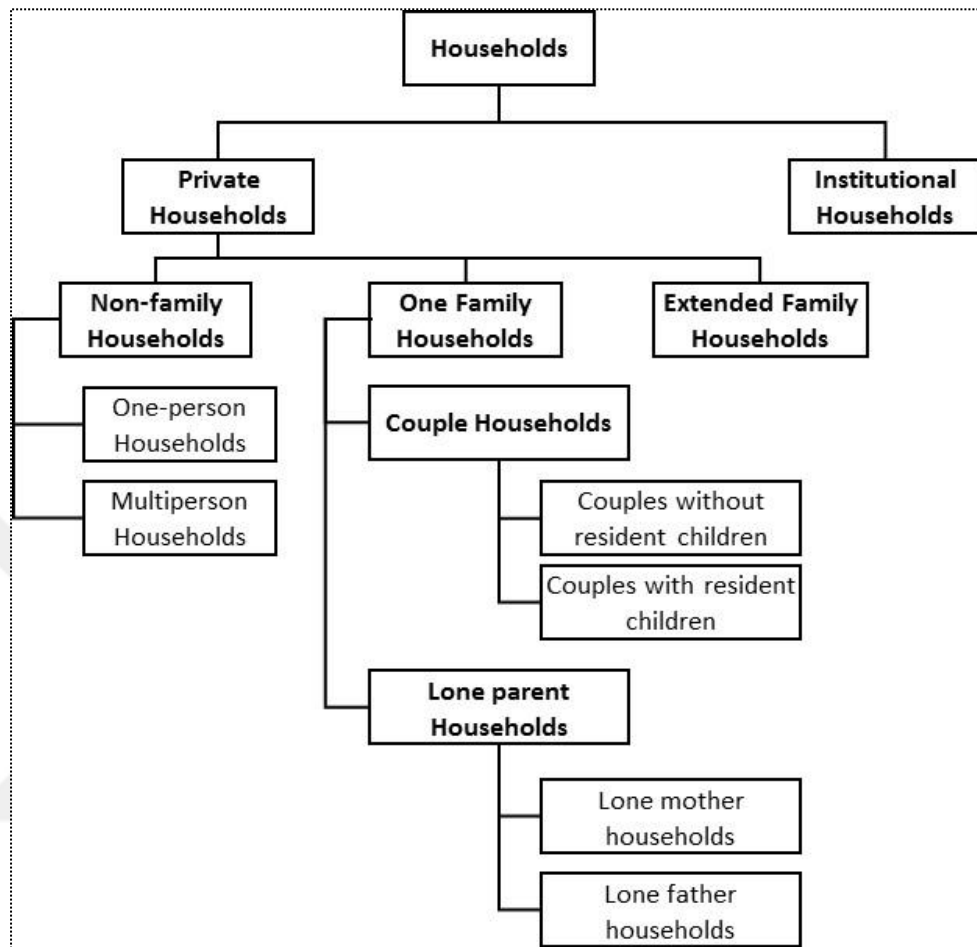 Households
Private
Households
Institutional
Households
Non-family
Households
One Family
Households
Extended Family
Households
One-person
Households
Multiperson
Households
Couple Households
Couples without
resident children
Couples with resident
children
Lone parent
Households
Lone mother
households
Lone father
households